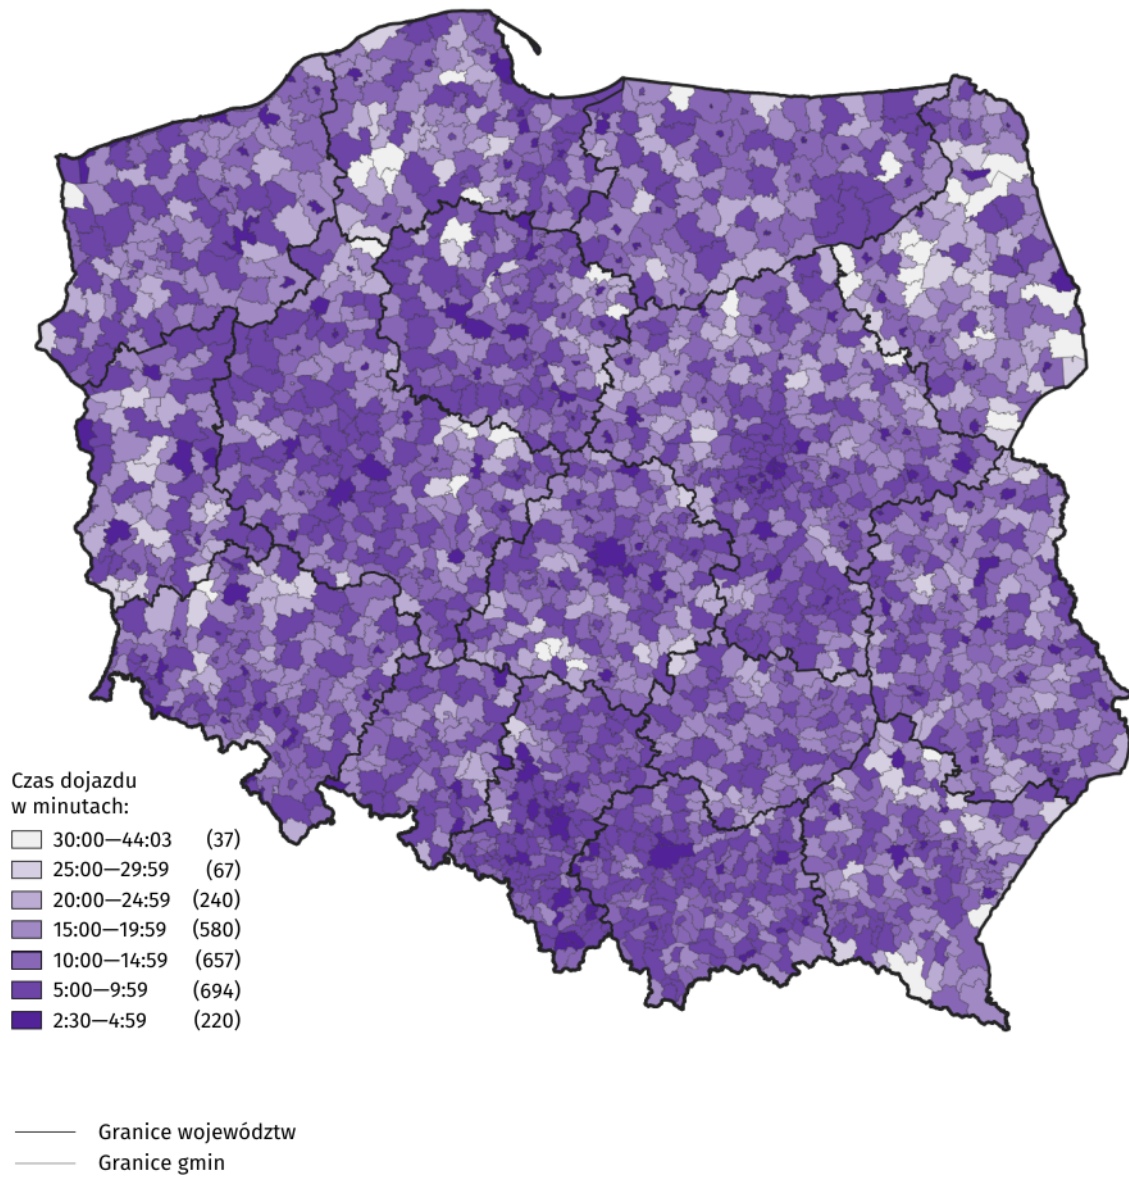 Czas dojazdu
w minutach:
30:00—44:03 (37)
25:00—29:59 (67)
20:00—24:59 (240)
15:00—19:59 (580)
10:00—14:59 (657)
5:00—9:59 (694)
2:30—4:59 (220)
Granice województw
Granice gmin